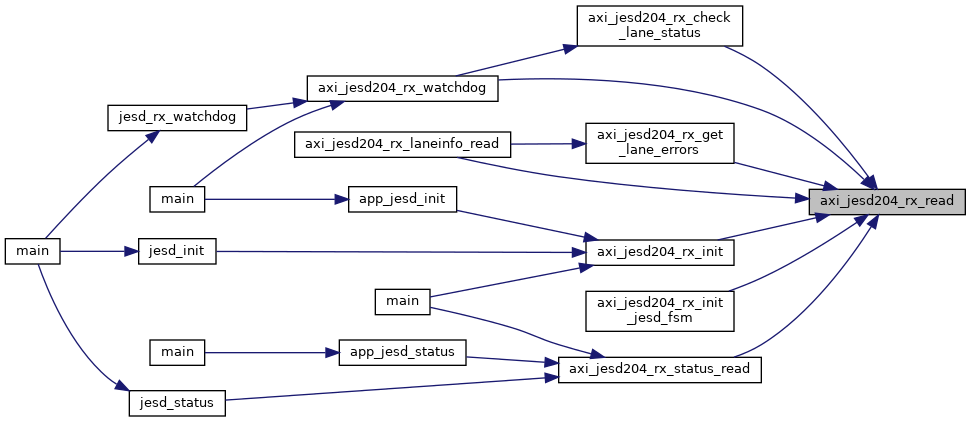 axi_jesd204_rx_check
_lane_status
axi_jesd204_rx_watchdog
jesd_rx_watchdog
axi_jesd204_rx_get
_lane_errors
axi_jesd204_rx_laneinfo_read
main
app_jesd_init
axi_jesd204_rx_read
main
jesd_init
axi_jesd204_rx_init
main
axi_jesd204_rx_init
_jesd_fsm
main
app_jesd_status
axi_jesd204_rx_status_read
jesd_status